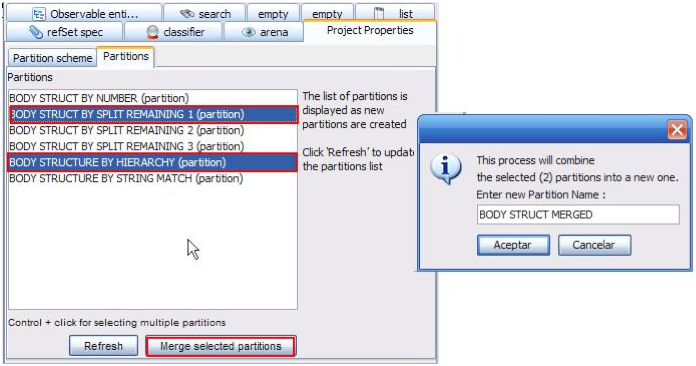 Observable enti...
search
empty
empty
list
refSet spec
classifier
arena
Project Properties
Partition scheme
Partitions
Partitions
BODY STRUCT BY NUMBER (partition)
BODY STRUCT BY SPLIT REMAINING 1 (partition)
BODY STRUCT BY SPLIT REMAINING 2 (partition)
BODY STRUCT BY SPLIT REMAINING 3 (partition)
BODY STRUCTURE BY HIERARCHY (partition)
BODY STRUCTURE BY STRING MATCH (partition)
The list of partitions is
displayed as new
partitions are created
Click 'Refresh' to updat
the partitions list
Control + click for selecting multiple partitions
Refresh
Merge selected partitions
This process will combine
the selected (2) partitions into a new one.
Enter new Partition Name :
BODY STRUCT MERGED
Aceptar
Cancelar